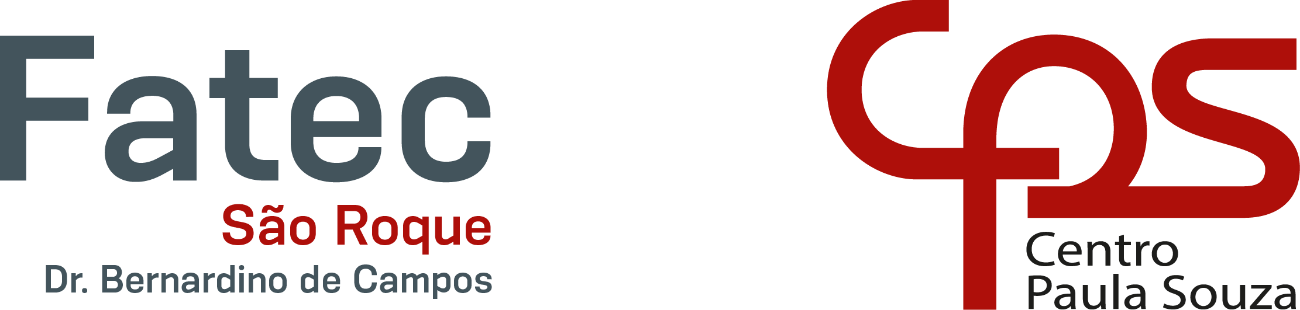 Fatec
São Roque
Dr. Bernardino de Campos
cps
Centro
Paula Souza